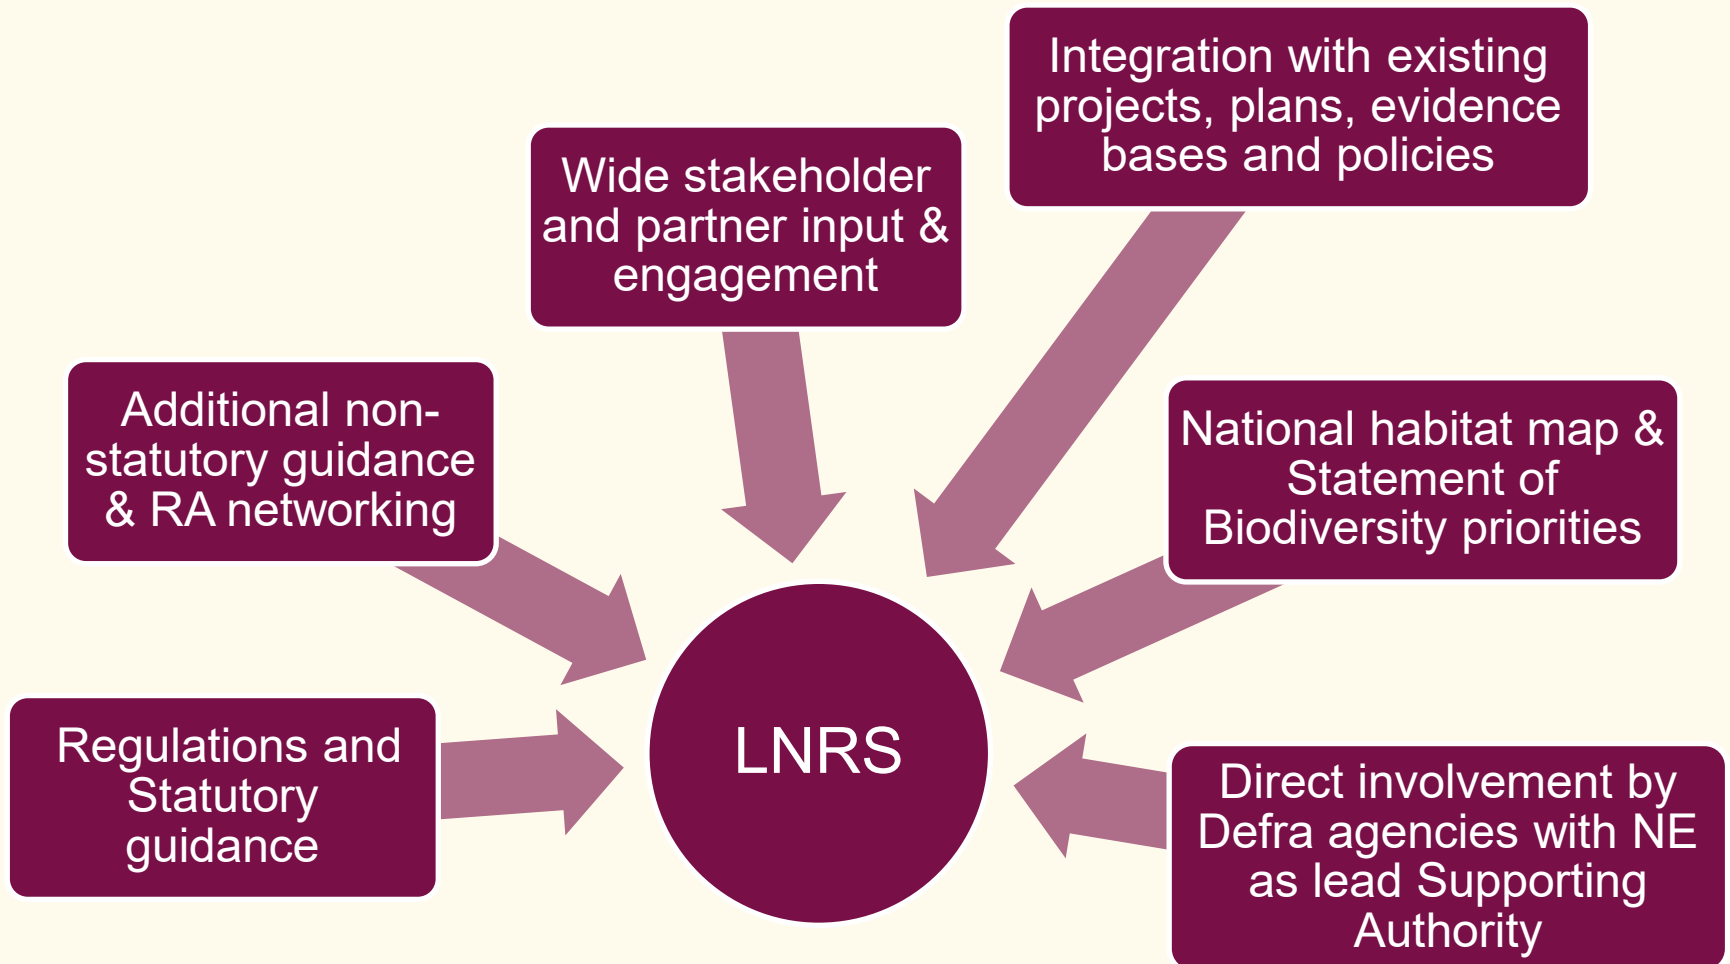 Integration with existing
projects, plans, evidence
bases and policies
Wide stakeholder
and partner input &
engagement
Additional non-
statutory guidance
& RA networking
National habitat map &
Statement of
Biodiversity priorities
Regulations and
Statutory
guidance
LNRS
Direct involvement by
Defra agencies with NE
as lead Supporting
Authority